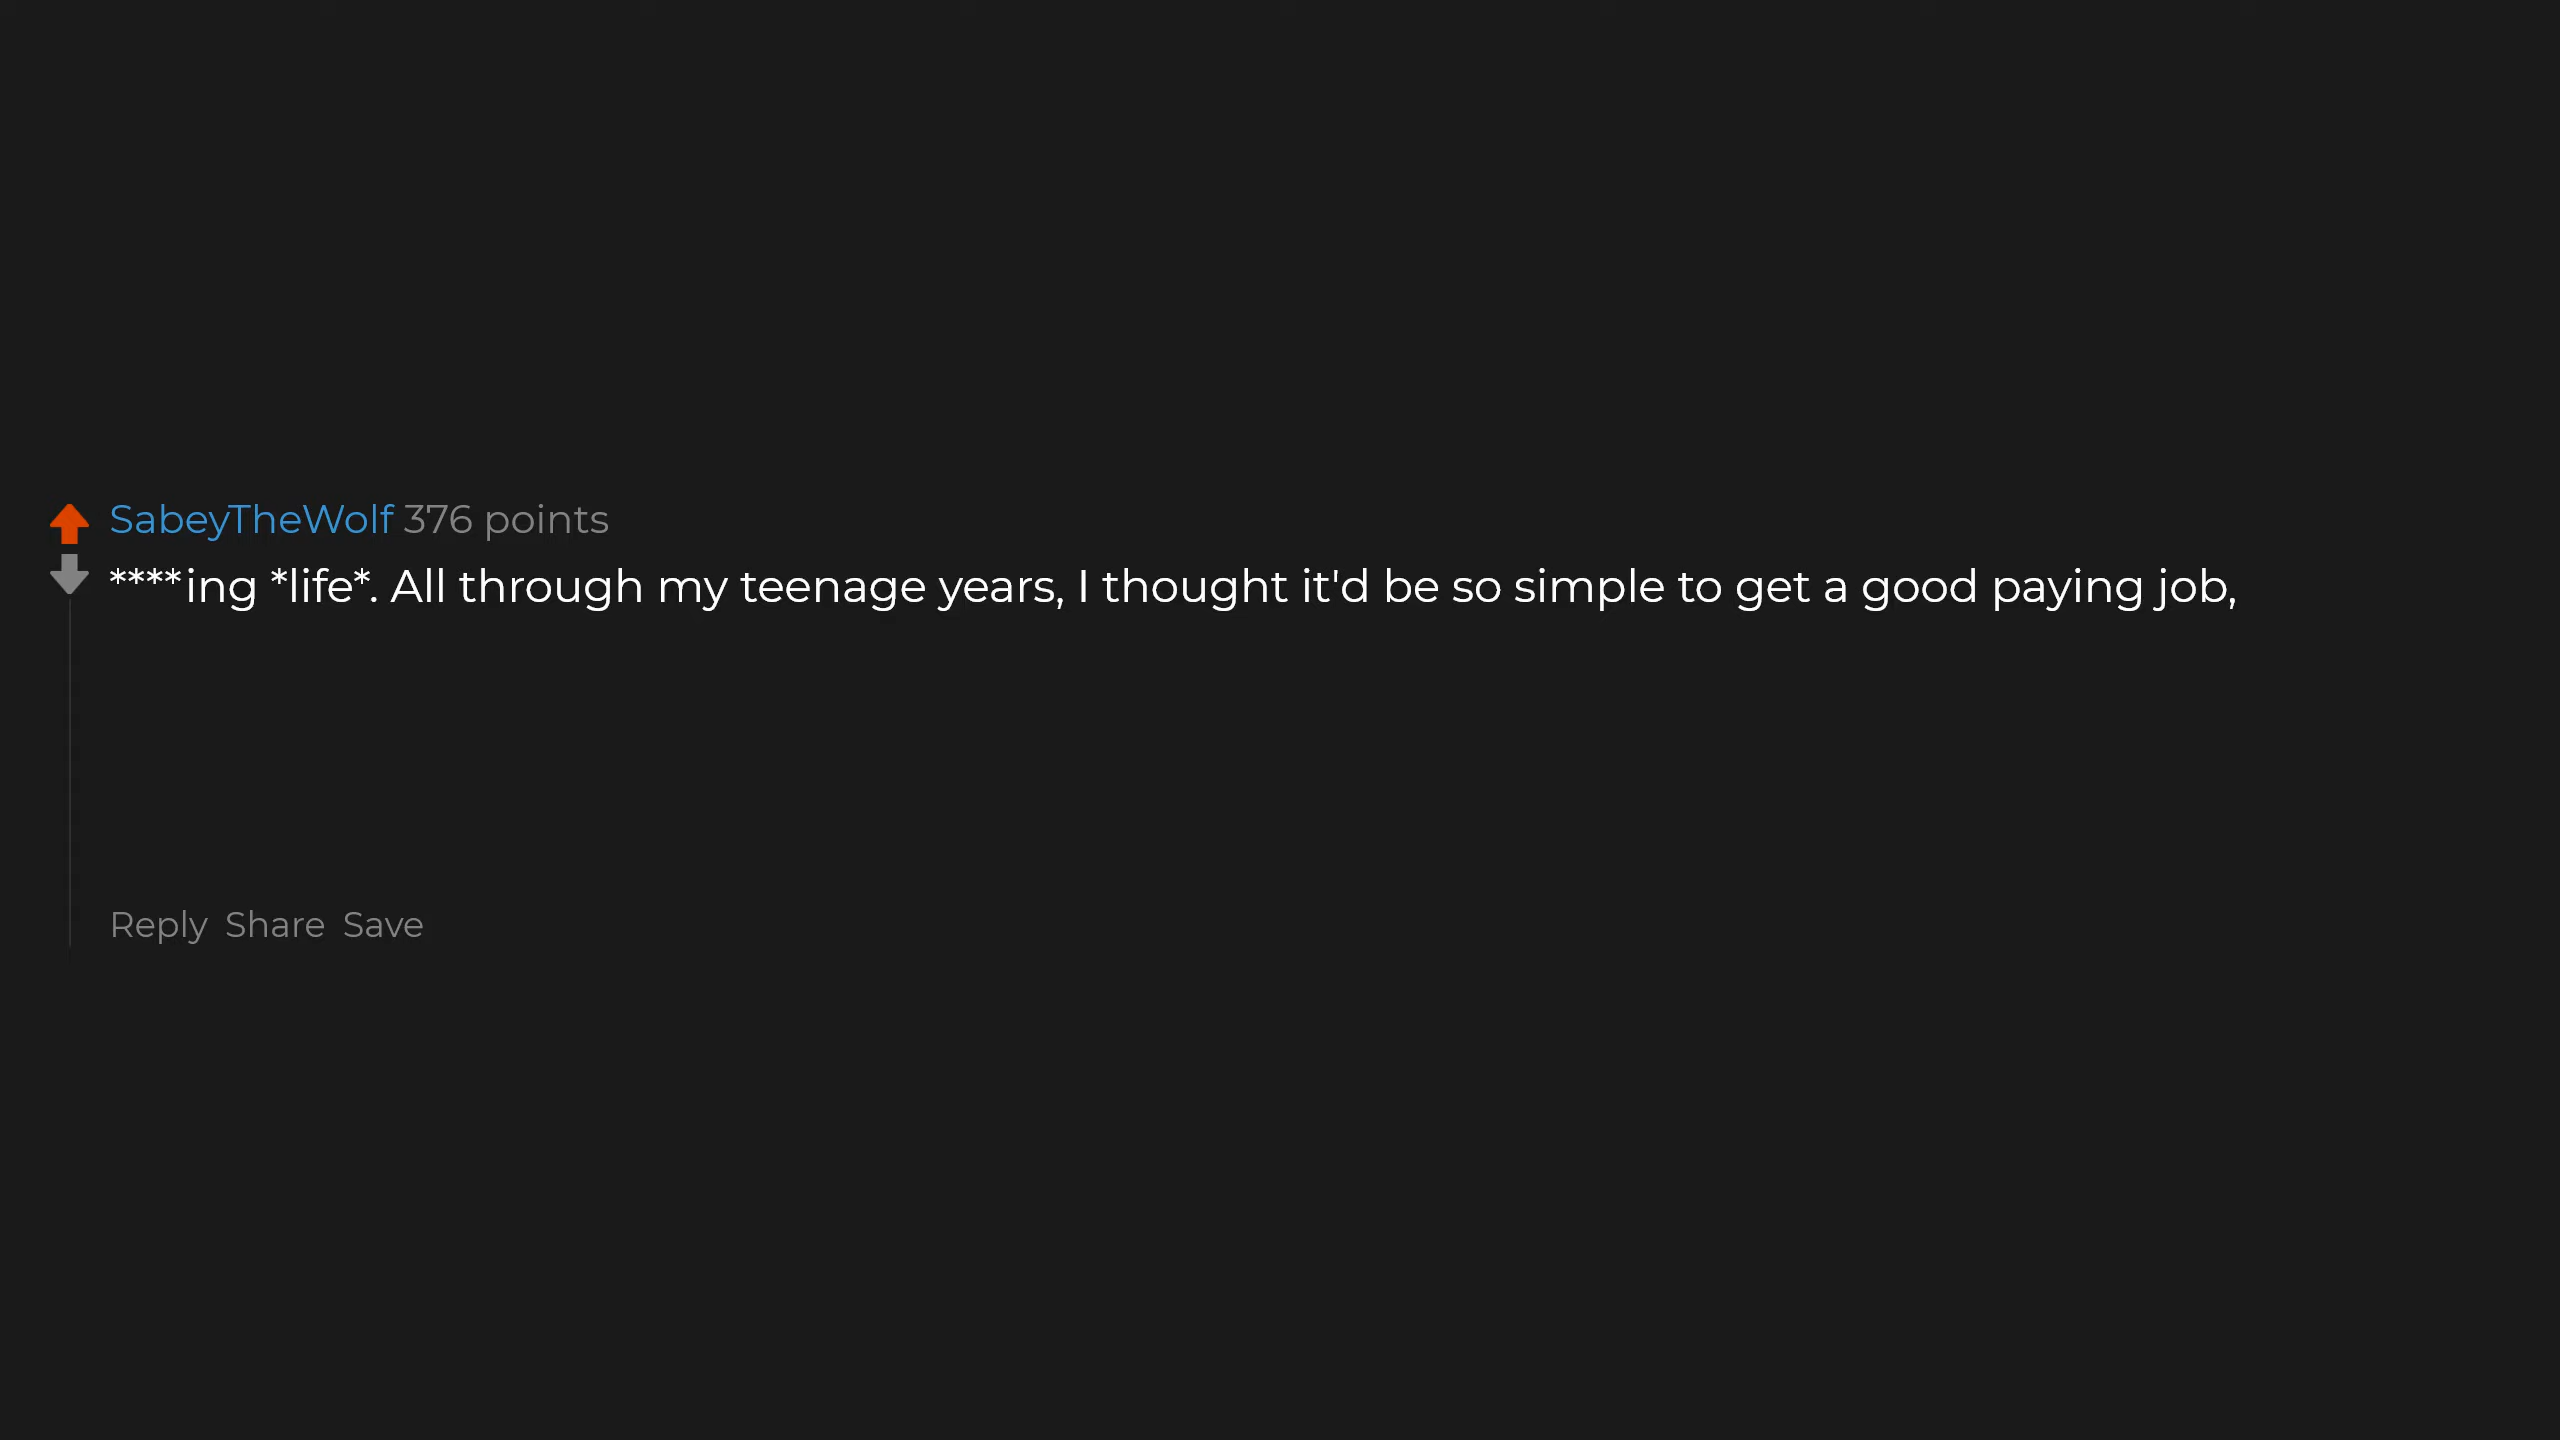 SabeyTheWolf 376 points
****ing *life*. All through my teenage years, I thought it'd be so simple to get a good paying job,
Reply Share Save